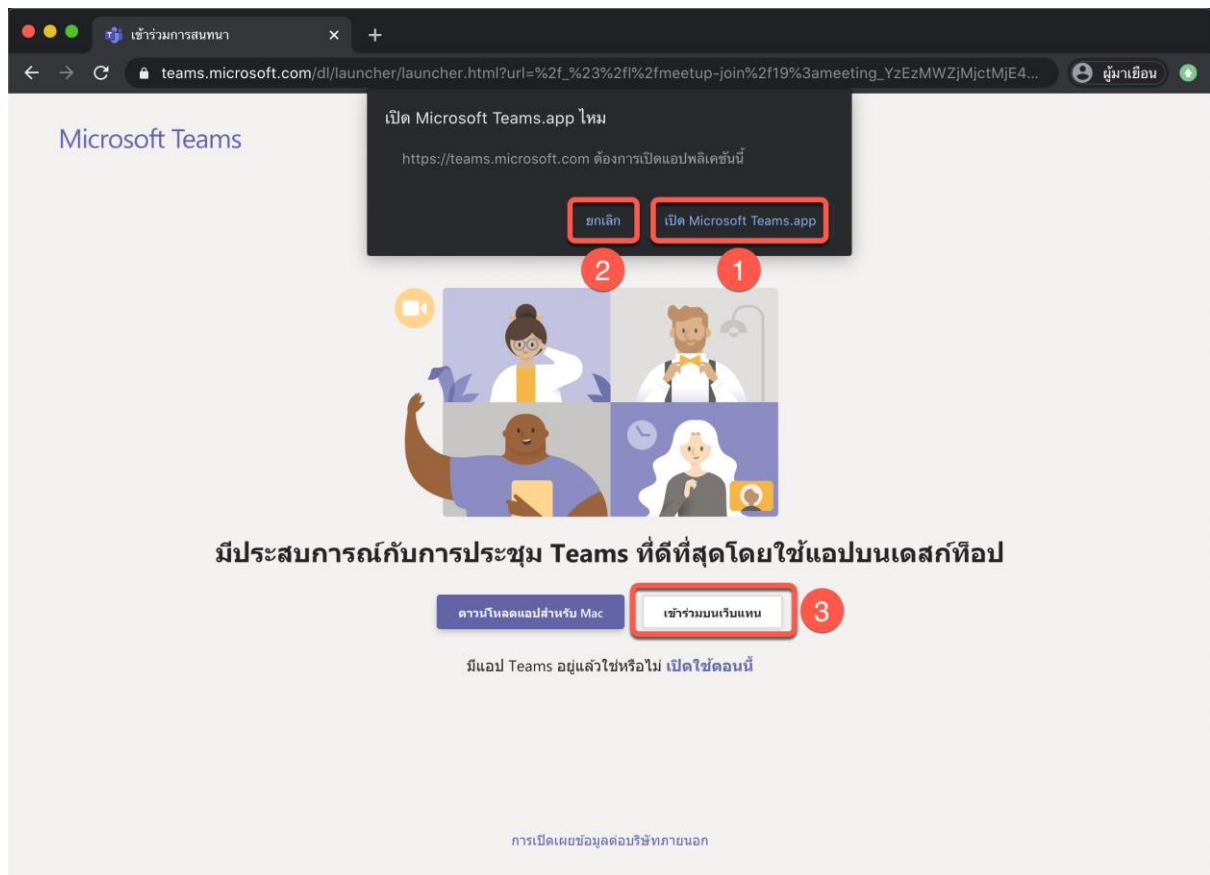 เข้าร่วมการสนทนา
teams.microsoft.com/dl/launcher/launcher.html?url=%2f_%23%2fl%2fmeetup-join%2f19%3ameeting_YzEzMWZjMjctMjE4...
ผู้มาเยือน
Microsoft Teams
เปิด Microsoft Teams.app ไหม
https://teams.microsoft.com ต้องการเปิดแอปพลิเคชันนี้
ยกเลิก เปิด Microsoft Teams.app
2 1
มีประสบการณ์กับการประชุม Teams ที่ดีที่สุดโดยใช้แอปบนเดสก์ท็อป
ดาวน์โหลดแอปสำหรับ Mac เข้าร่วมบนเว็บแทน 3
มีแอป Teams อยู่แล้วใช่หรือไม่ เปิดใช้ตอนนี้
การเปิดเผยข้อมูลต่อบริษัทภายนอก